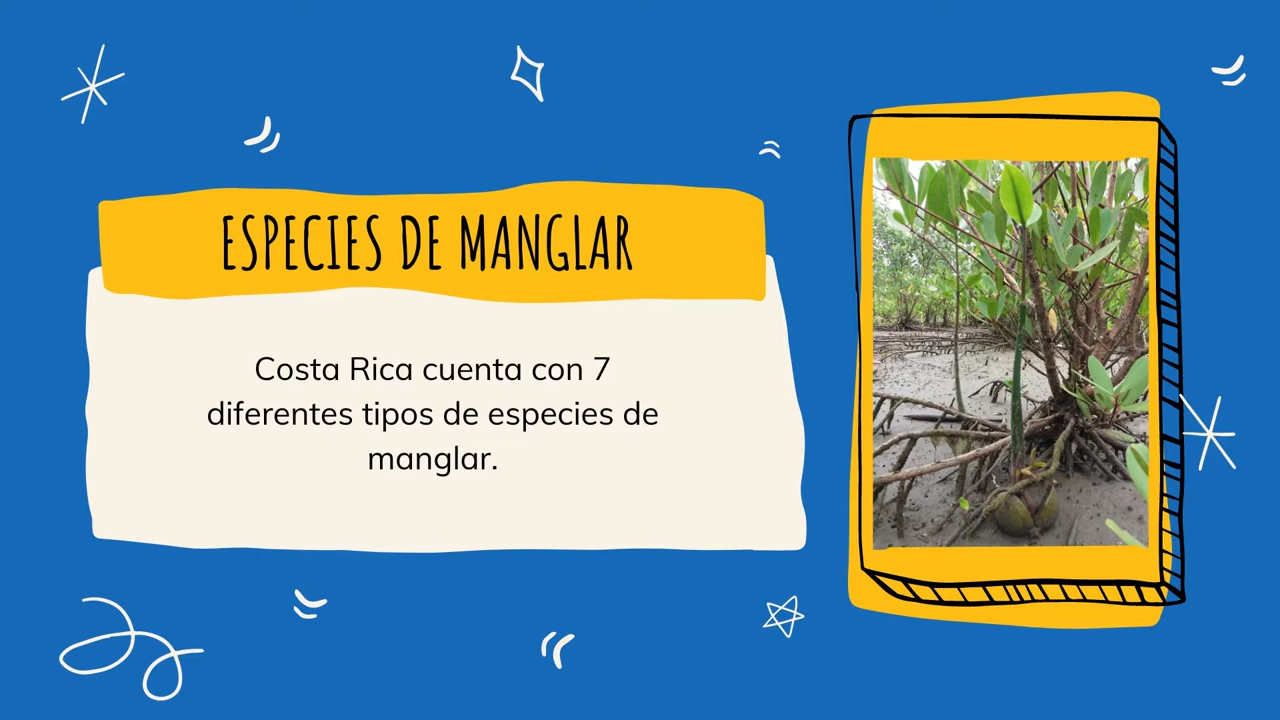 ESPECIES DE MANGLAR
Costa Rica cuenta con 7
diferentes tipos de especies de
manglar.